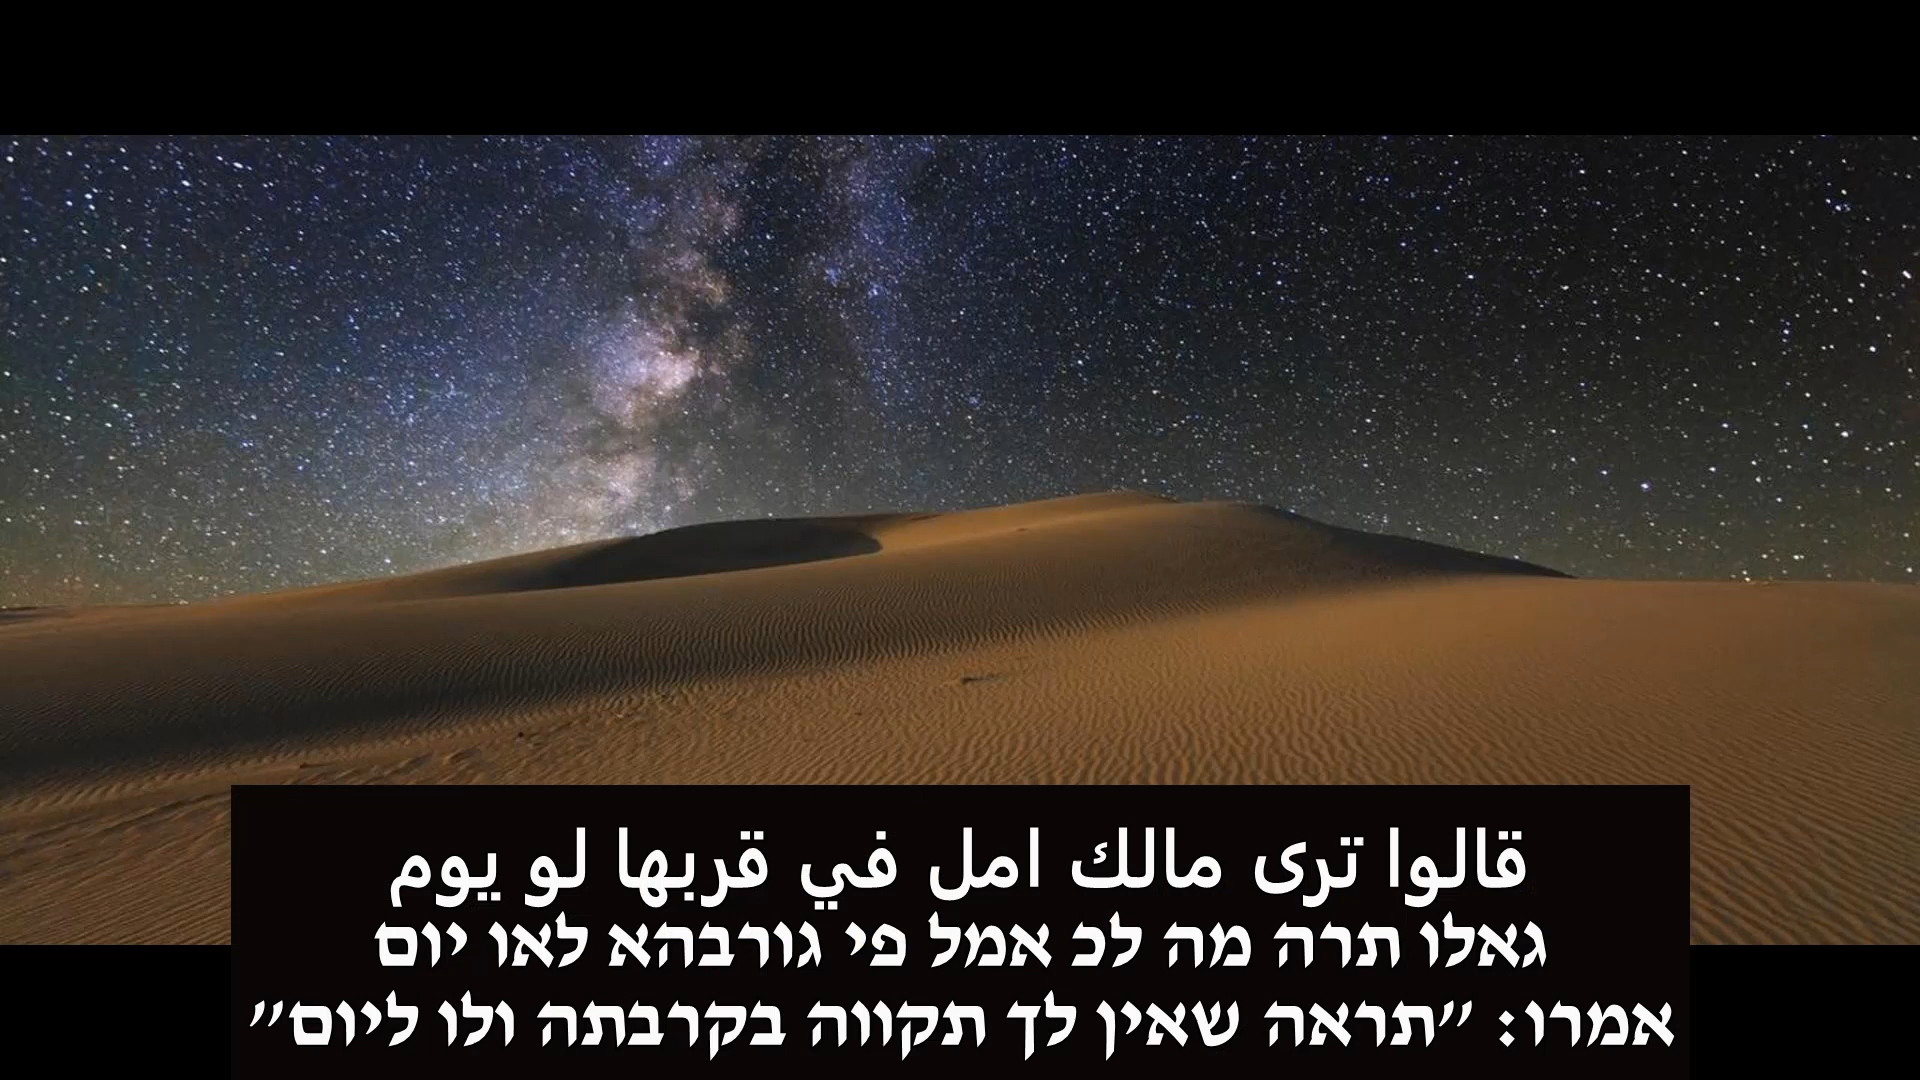 قالوا ترى مالك امل في قربها لو يوم
גאלו תרה מה לכ אמל פי גורבהא לאו יום
אמרו: "תראה שאין לך תקווה בקרבתה ולו ליום"